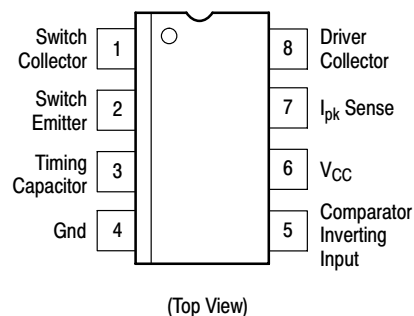 Switch
Collector
1
Switch
Emitter
2
Timing
Capacitor
3
Gnd
4
8
Driver
Collector
7
Ipk Sense
6
VCC
5
Comparator
Inverting
Input
(Top View)